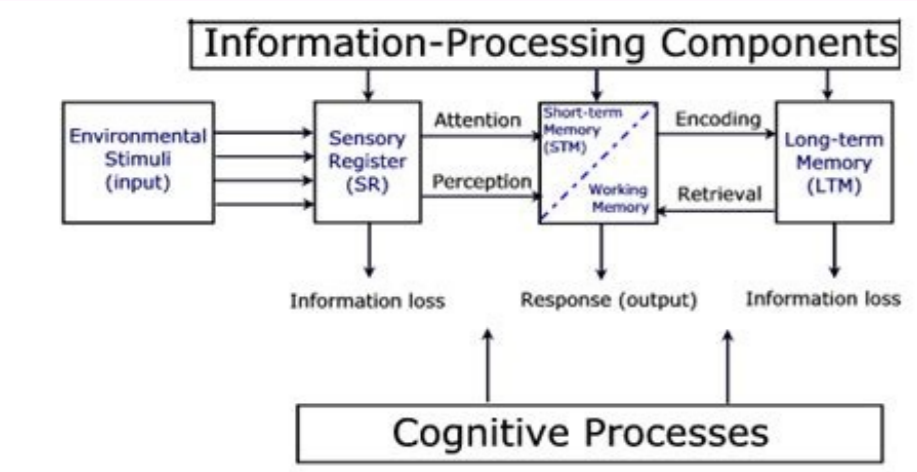 Information-Processing Components
Environmental
Stimuli
(input)
Sensory
Register
(SR)
Attention
Perception
Short-term
Memory
(STM)
Working
Memory
Encoding
Retrieval
Long-term
Memory
(LTM)
Information loss
Response (output)
Information loss
Cognitive Processes